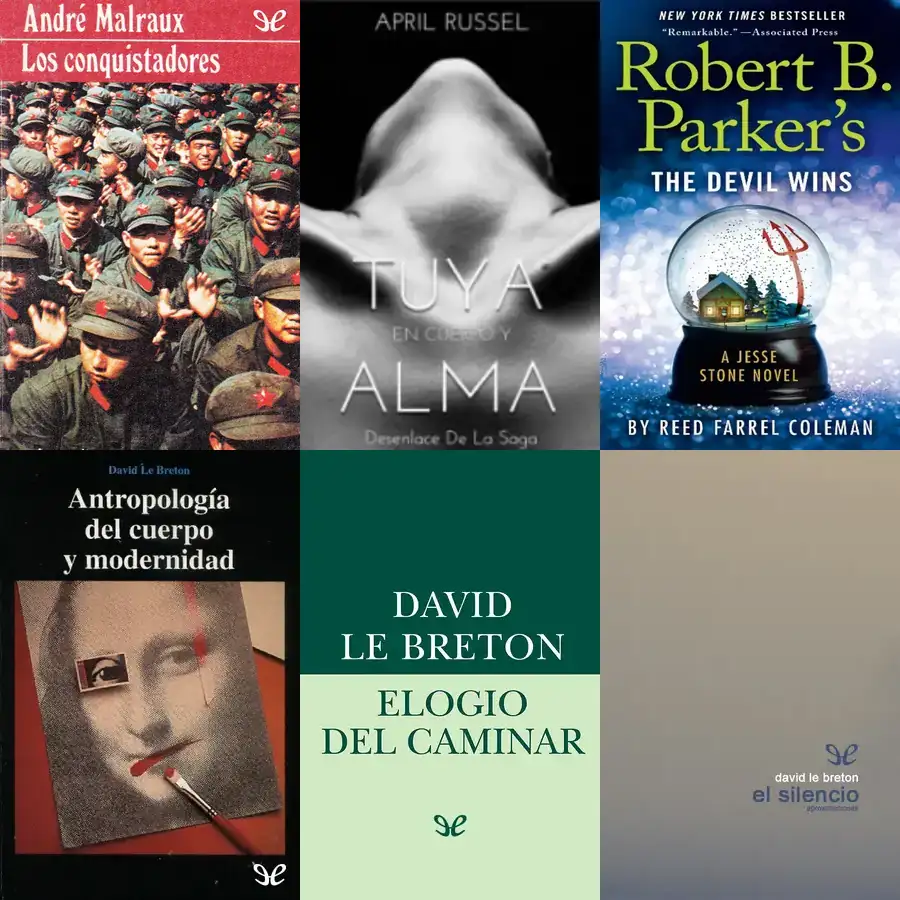 André Malraux
Los conquistadores
APRIL RUSSEL
TUYA
EN CUERPO Y
ALMA
Desenlace De La Saga
NEW YORK TIMES BESTSELLER
"Remarkable." —Associated Press
Robert B.
Parker's
THE DEVIL WINS
A JESSE
STONE NOVEL
BY REED FARREL COLEMAN
David Le Breton
Antropología
del cuerpo
y modernidad
DAVID
LE BRETON
ELOGIO
DEL CAMINAR
david le breton
el silencio